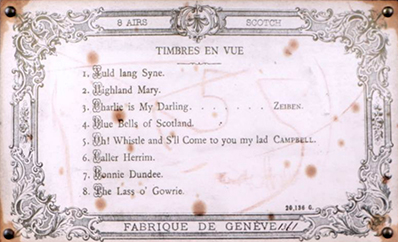 8 AIRS SCOTCH
TIMBRES EN VUE
1. Auld lang Syne.
2. Highland Mary.
3. Charlie is My Darling . . . . . . . . Zeiben.
4. Blue Bells of Scotland.
5. Oh! Whistle and S'll Come to you my lad Campbell.
6. Caller Herrim.
7. Bonnie Dundee.
8. The Lass o' Gowrie.
26,136 G.
FABRIQUE DE GENÈVE